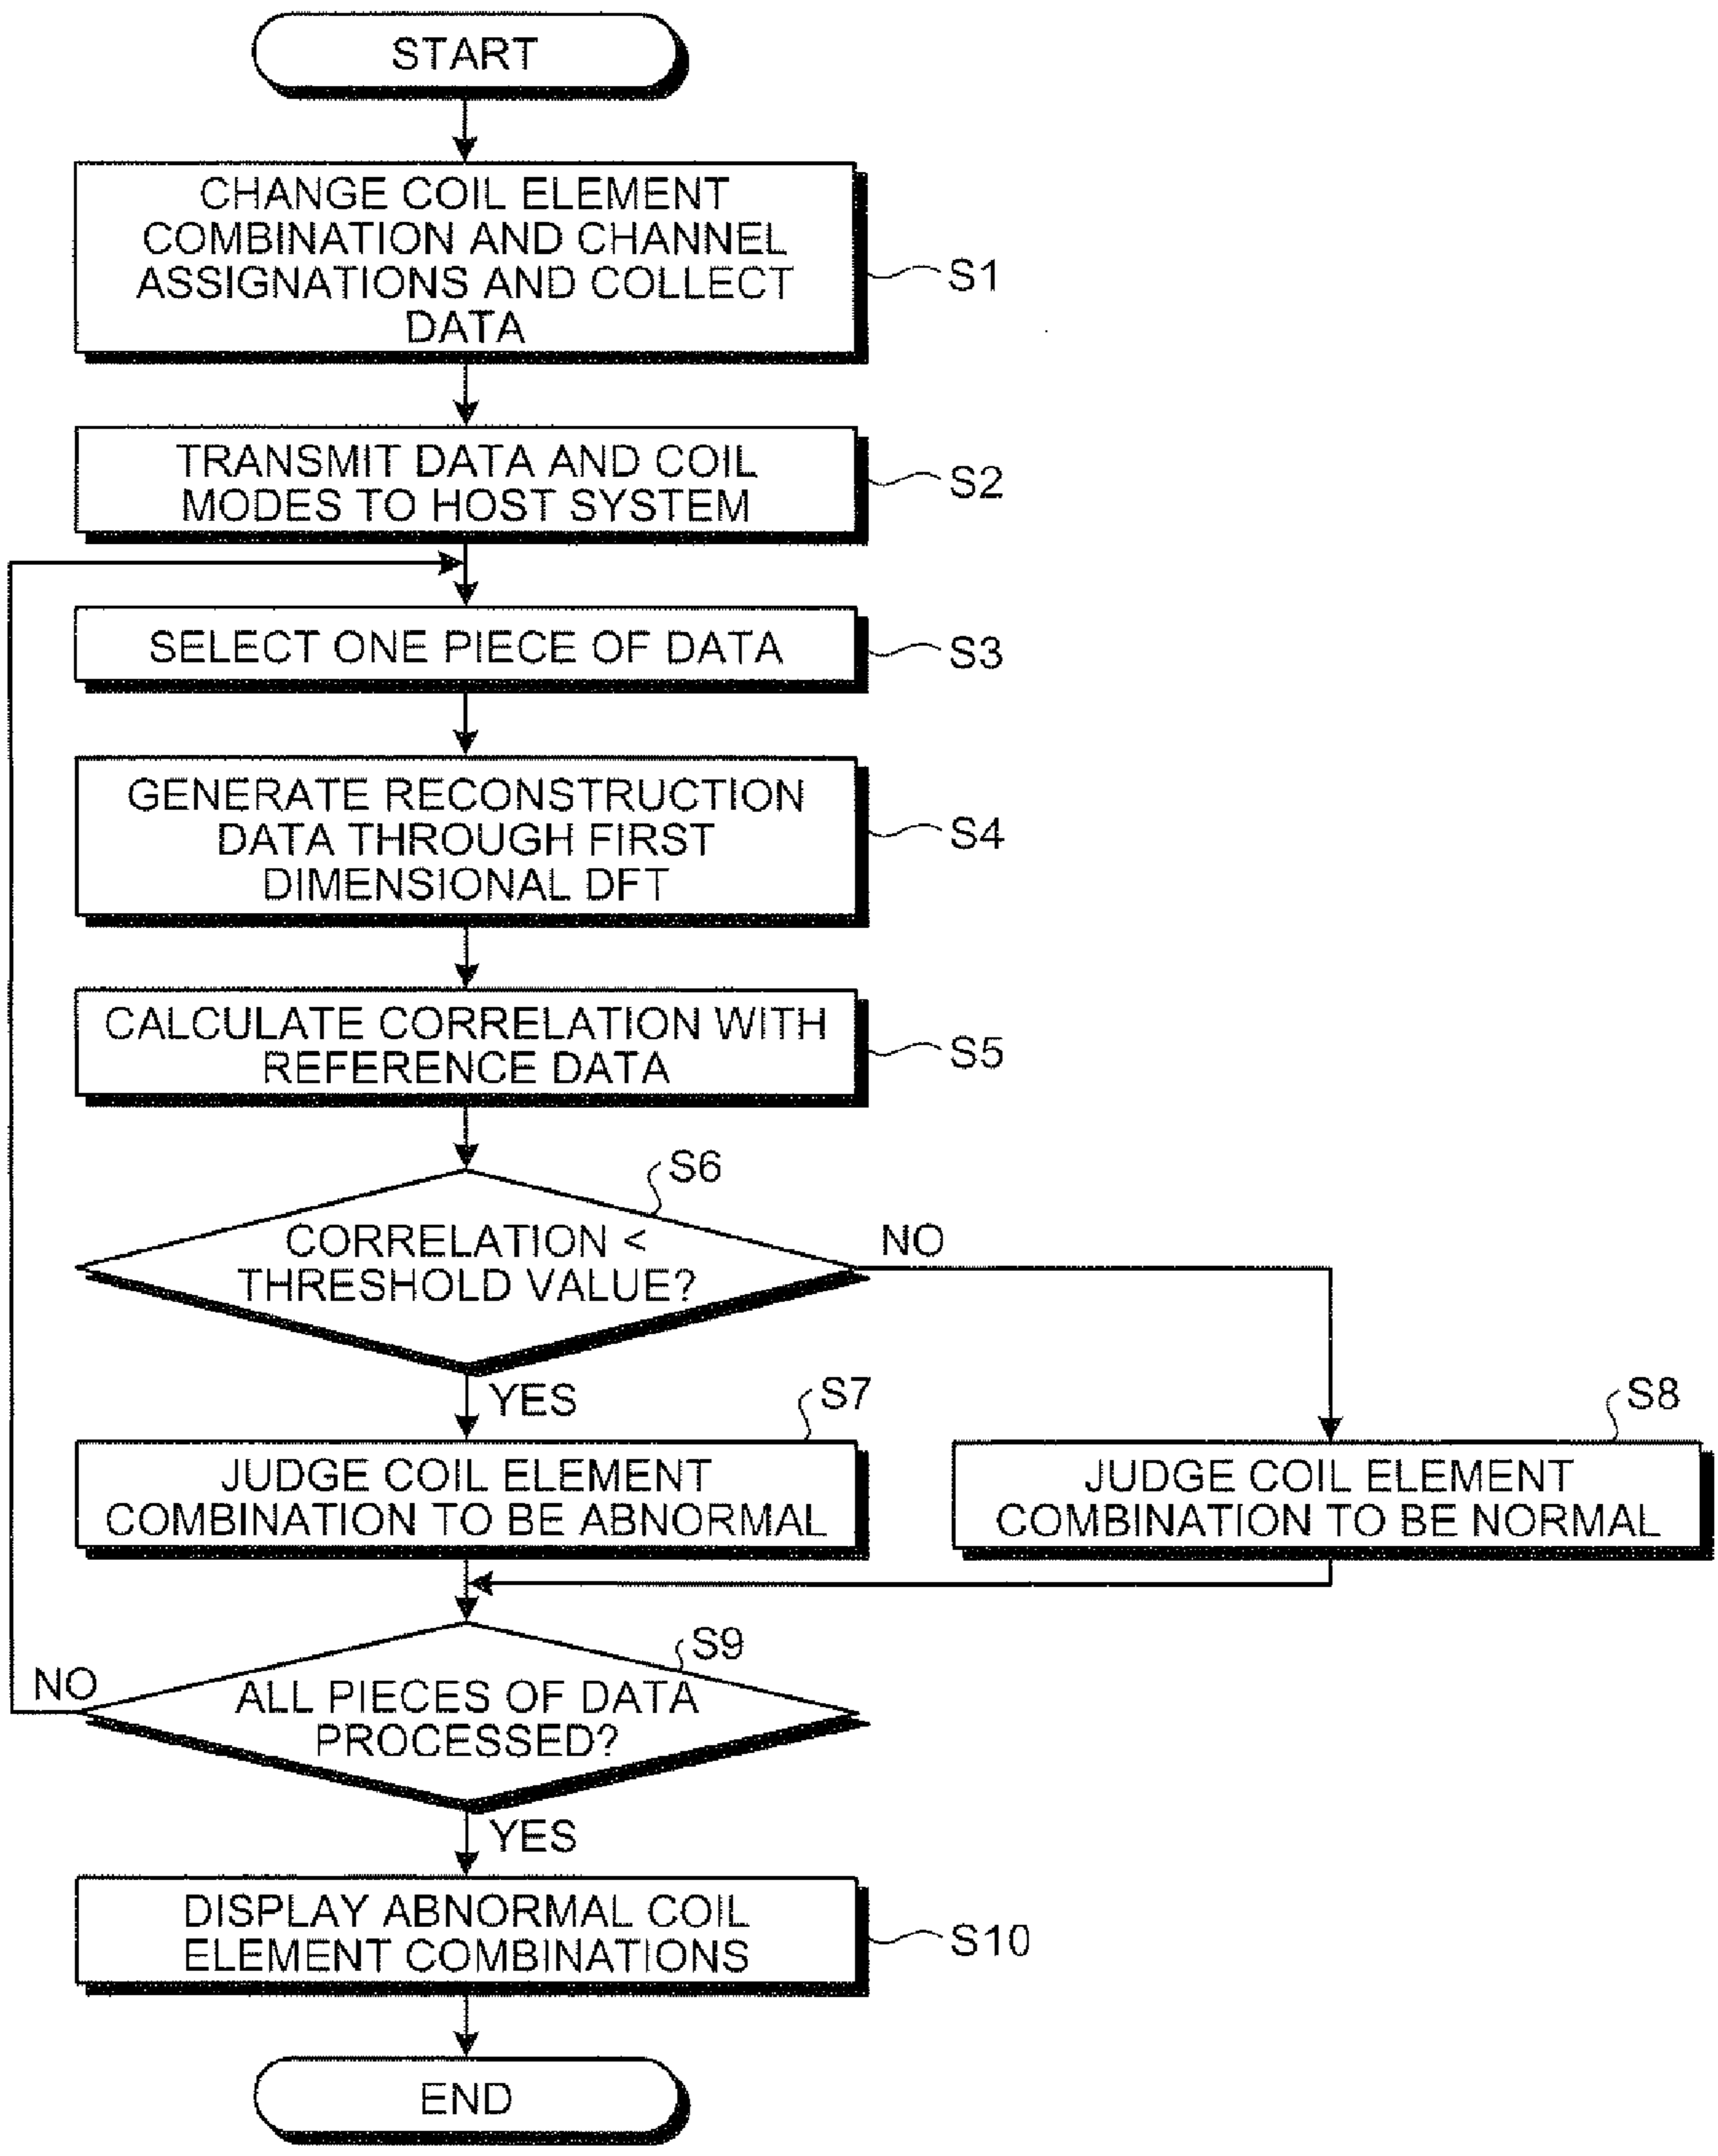 START
CHANGE COIL ELEMENT
COMBINATION AND CHANNEL
ASSIGNATIONS AND COLLECT
DATA
S1
TRANSMIT DATA AND COIL
MODES TO HOST SYSTEM
S2
SELECT ONE PIECE OF DATA
S3
GENERATE RECONSTRUCTION
DATA THROUGH FIRST
DIMENSIONAL DFT
S4
CALCULATE CORRELATION WITH
REFERENCE DATA
S5
S6
CORRELATION <
THRESHOLD VALUE?
NO
YES
S7
JUDGE COIL ELEMENT
COMBINATION TO BE ABNORMAL
S8
JUDGE COIL ELEMENT
COMBINATION TO BE NORMAL
S9
NO
ALL PIECES OF DATA
PROCESSED?
YES
DISPLAY ABNORMAL COIL
ELEMENT COMBINATIONS
S10
END